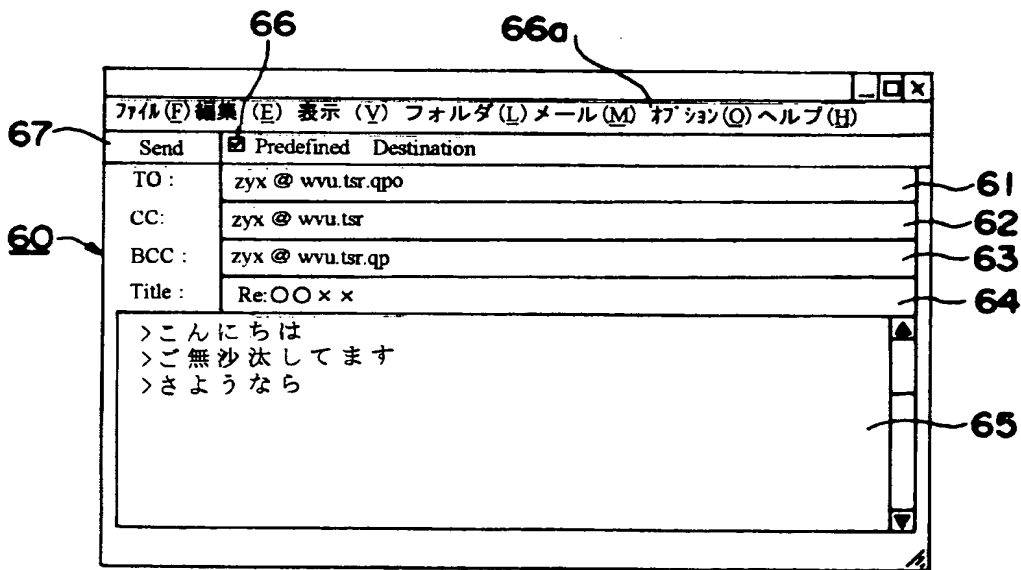 66 66a
ファイル(F) 編集 (E) 表示 (V) フォルダ(L) メール(M) オプション(O) ヘルプ(H)
67 Send ☑ Predefined Destination
TO : zyx @ wvu.tsr.qpo 61
CC: zyx @ wvu.tsr 62
60
BCC : zyx @ wvu.tsr.qp 63
Title : Re:○○×× 64
>こんにちは
>ご無沙汰してます
>さようなら
65